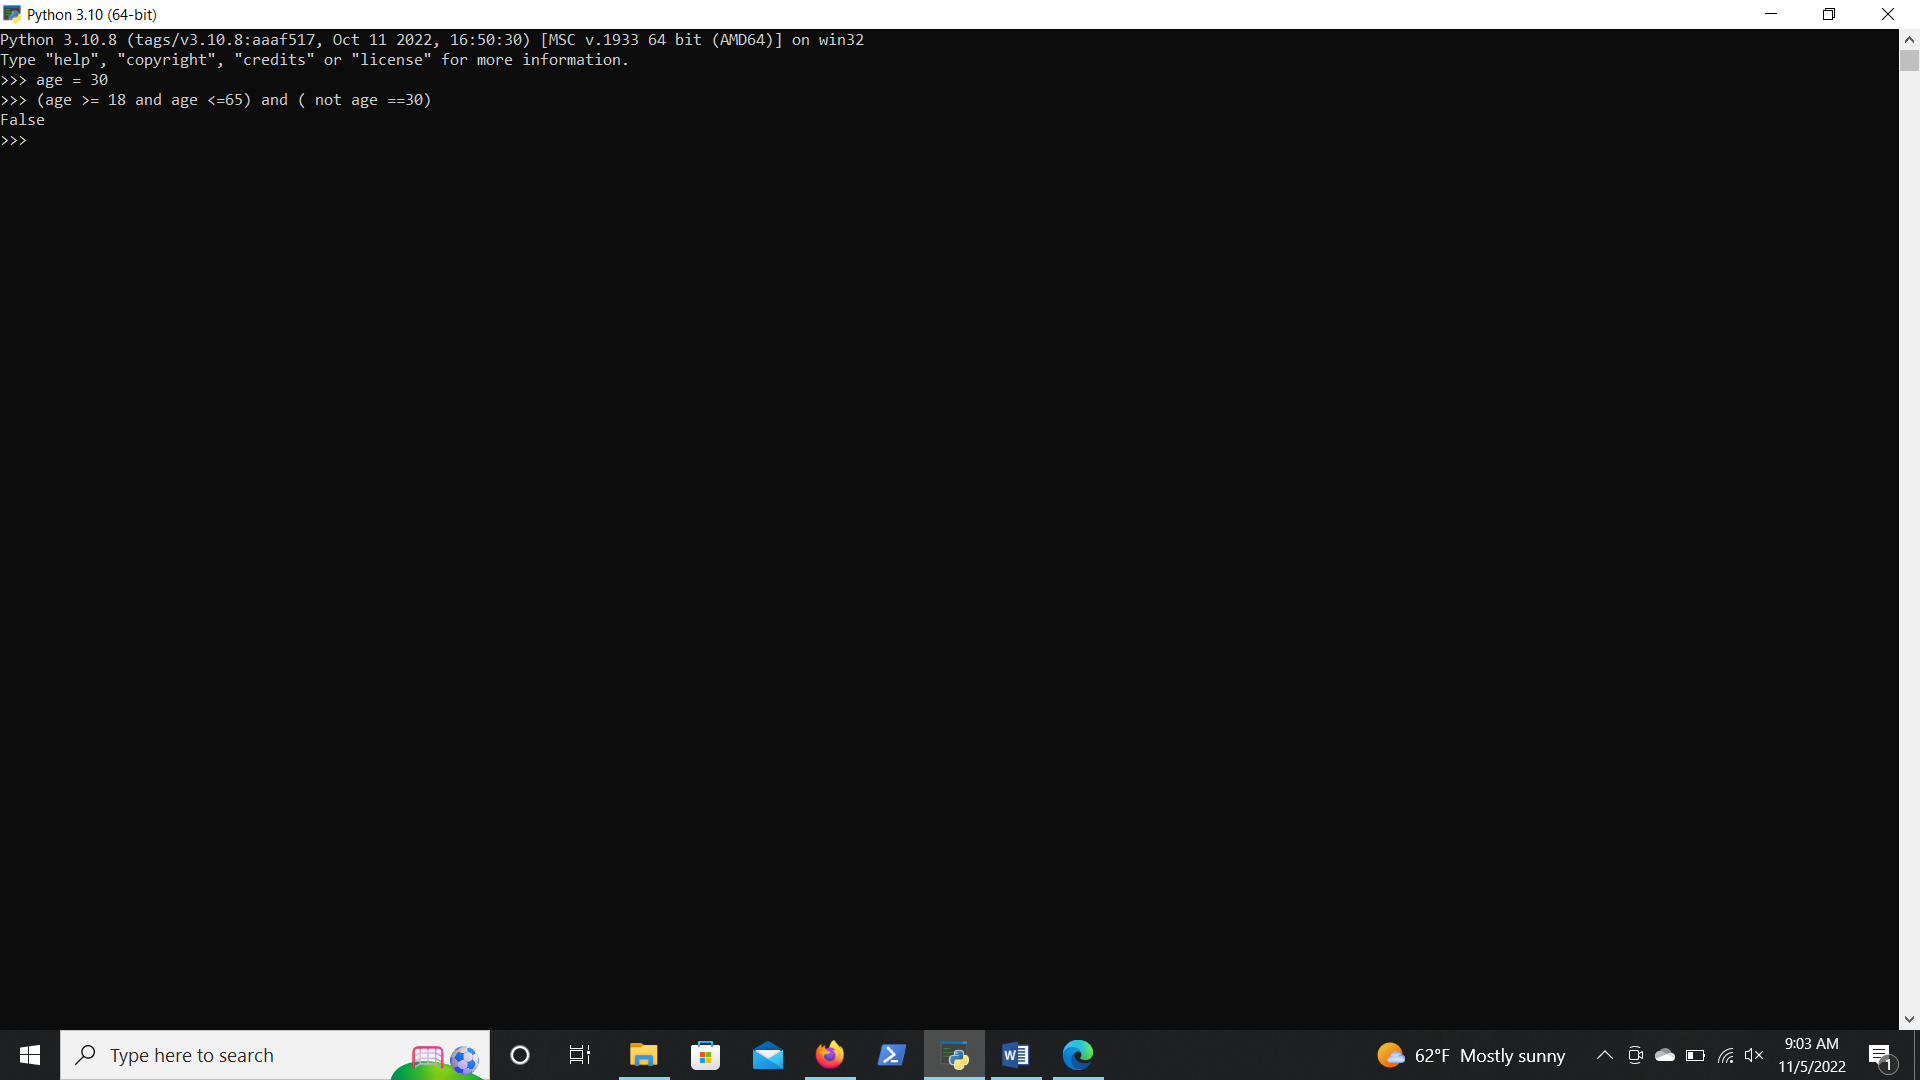 Python 3.10 (64-bit)
Python 3.10.8 (tags/v3.10.8:aaaf517, Oct 11 2022, 16:50:30) [MSC v.1933 64 bit (AMD64)] on win32
Type "help", "copyright", "credits" or "license" for more information.
>>> age = 30
>>> (age >= 18 and age <=65) and ( not age ==30)
False
>>>
Type here to search
62°F Mostly sunny
9:03 AM
11/5/2022
1